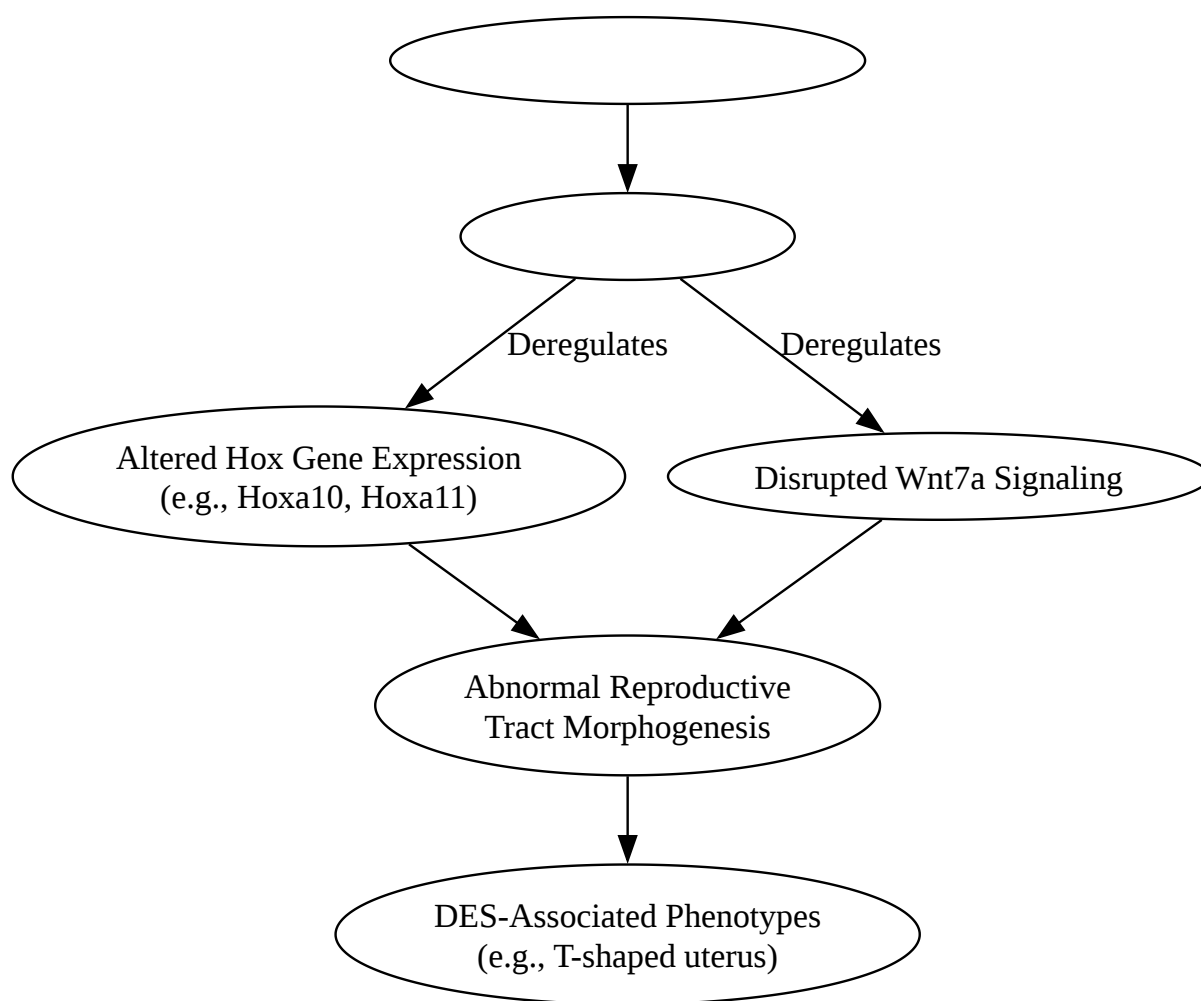 Deregulates
Deregulates
Altered Hox Gene Expression
(e.g., Hoxa10, Hoxa11)
Disrupted Wnt7a Signaling
Abnormal Reproductive
Tract Morphogenesis
DES-Associated Phenotypes
(e.g., T-shaped uterus)